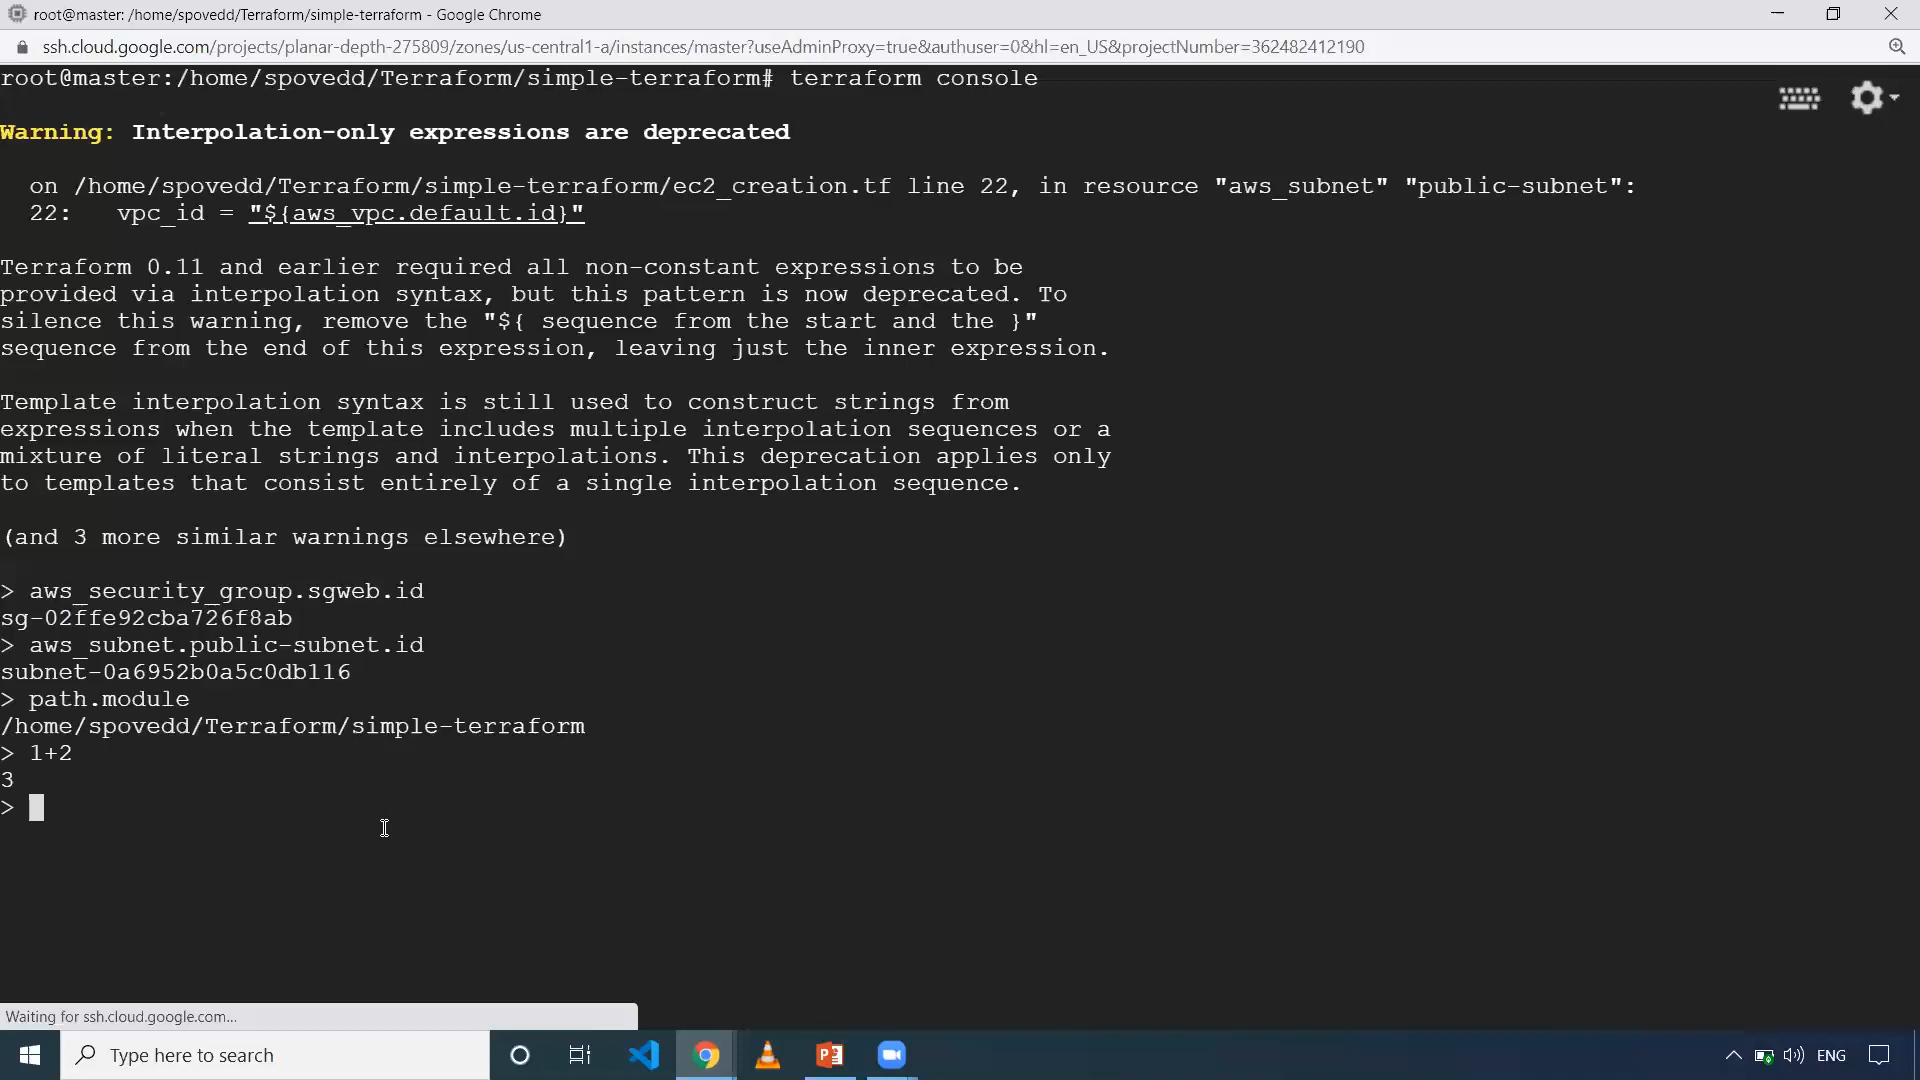 root@master: /home/spovedd/Terraform/simple-terraform - Google Chrome
ssh.cloud.google.com/projects/planar-depth-275809/zones/us-central1-a/instances/master?useAdminProxy=true&authuser=0&hl=en_US&projectNumber=362482412190
root@master:/home/spovedd/Terraform/simple-terraform# terraform console
Warning: Interpolation-only expressions are deprecated
on /home/spovedd/Terraform/simple-terraform/ec2_creation.tf line 22, in resource "aws_subnet" "public-subnet":
22: vpc_id = "${aws_vpc.default.id}"
Terraform 0.11 and earlier required all non-constant expressions to be
provided via interpolation syntax, but this pattern is now deprecated. To
silence this warning, remove the "${ sequence from the start and the }"
sequence from the end of this expression, leaving just the inner expression.
Template interpolation syntax is still used to construct strings from
expressions when the template includes multiple interpolation sequences or a
mixture of literal strings and interpolations. This deprecation applies only
to templates that consist entirely of a single interpolation sequence.
(and 3 more similar warnings elsewhere)
> aws_security_group.sgweb.id
sg-02ffe92cba726f8ab
> aws_subnet.public-subnet.id
subnet-0a6952b0a5c0db116
> path.module
/home/spovedd/Terraform/simple-terraform
> 1+2
3
>
Waiting for ssh.cloud.google.com...
Type here to search
ENG